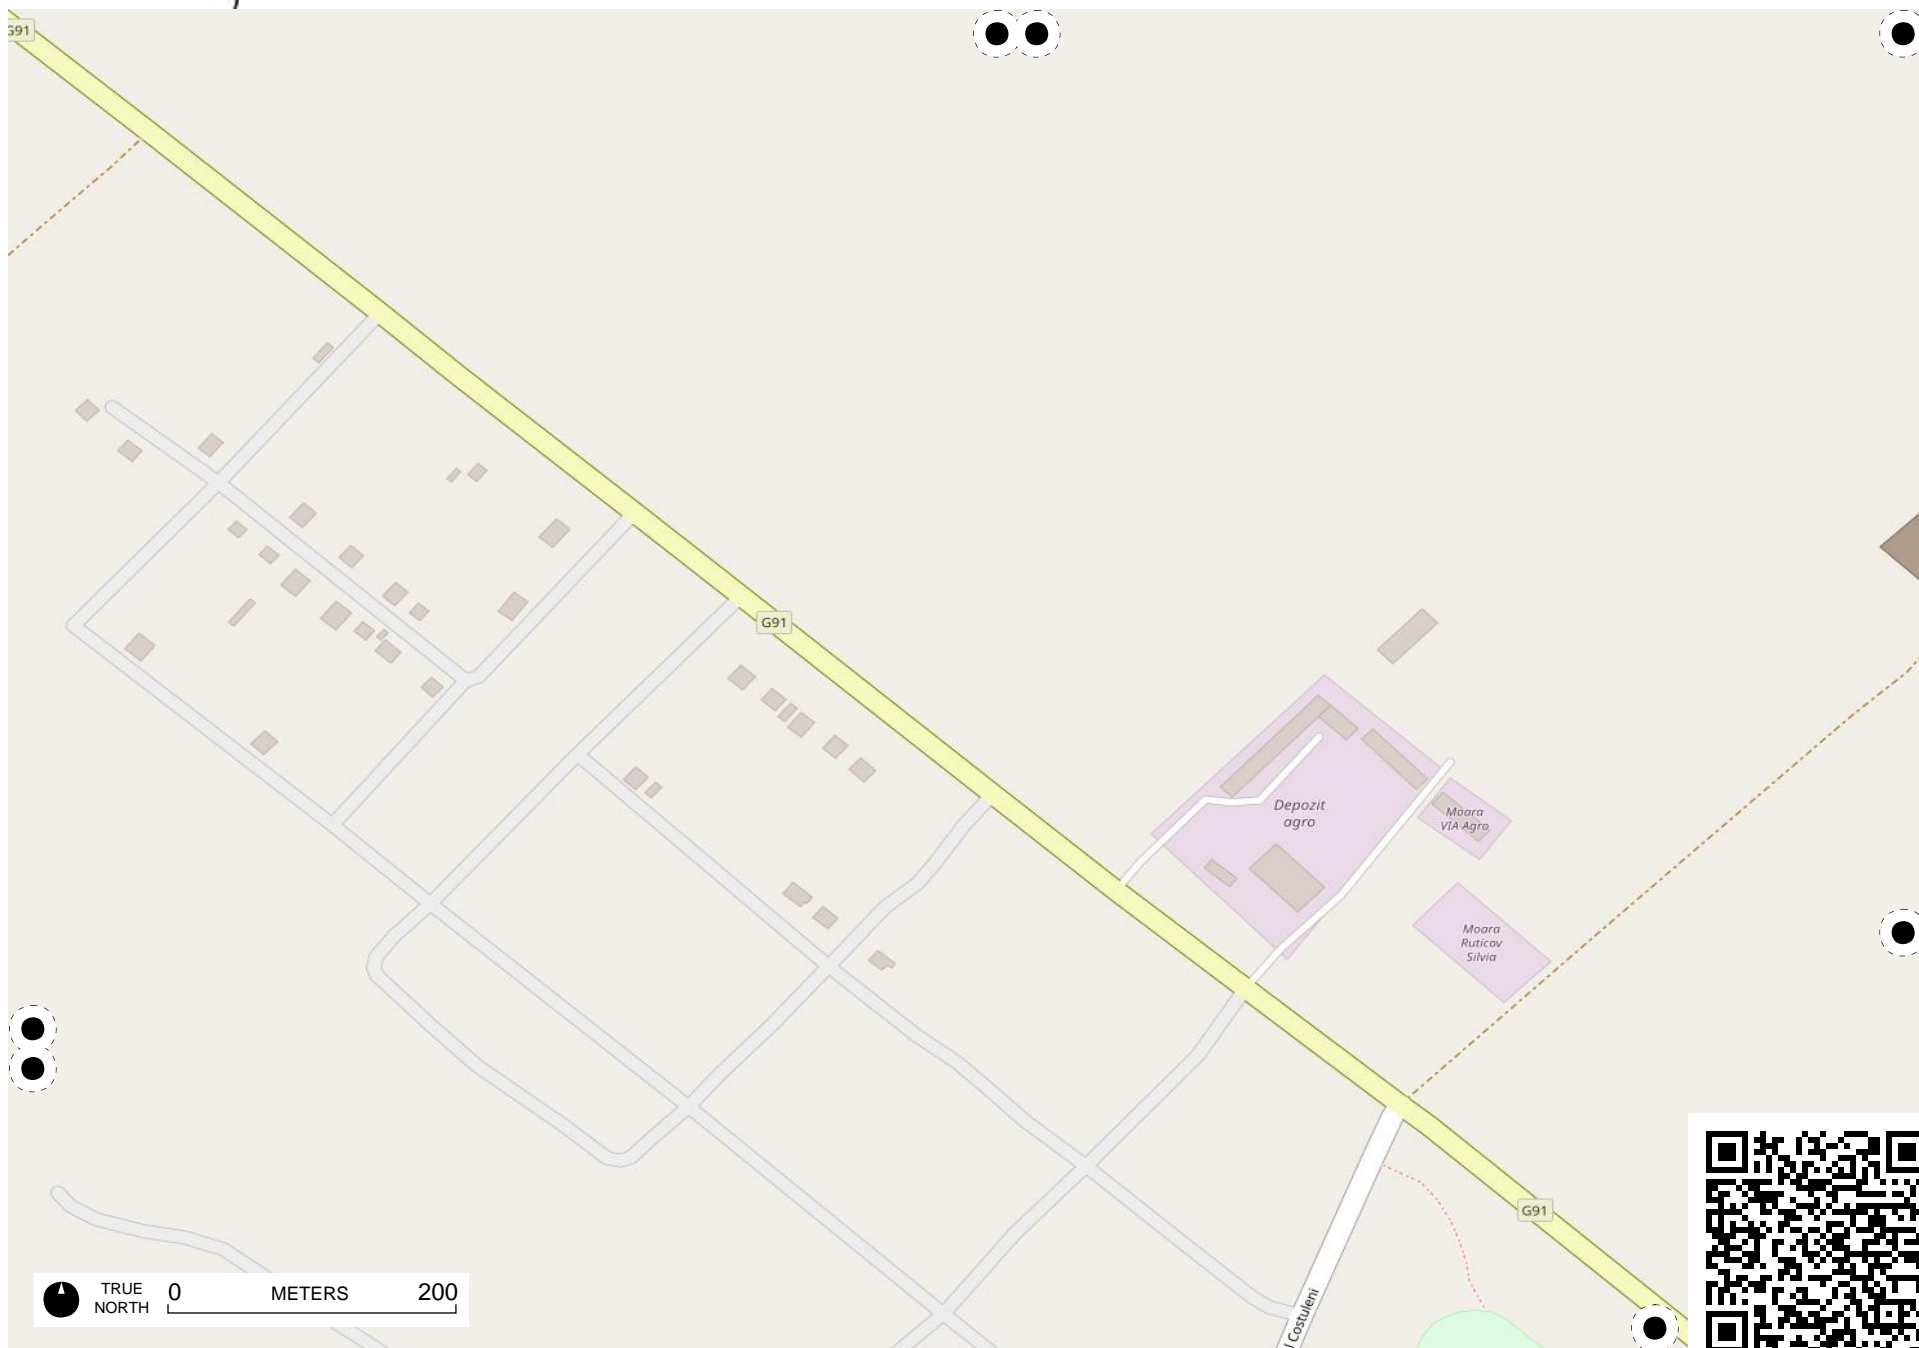 G91
G91
Depozit
agro
Moara
VIA Agro
Moara
Ruticov
Silvia
G91
Costuleni
TRUE
NORTH
0 METERS 200